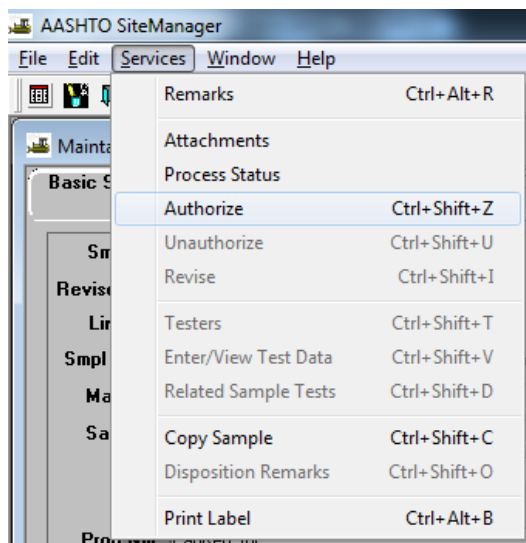 AASHTO SiteManager
File Edit Services Window Help
Remarks Ctrl+Alt+R
Attachments
Process Status
Authorize Ctrl+Shift+Z
Unauthorize Ctrl+Shift+U
Revise Ctrl+Shift+I
Testers Ctrl+Shift+T
Enter/View Test Data Ctrl+Shift+V
Related Sample Tests Ctrl+Shift+D
Copy Sample Ctrl+Shift+C
Disposition Remarks Ctrl+Shift+O
Print Label Ctrl+Alt+B
Mainta
Basic S
Sm
Revise
Lin
Smpl
Ma
Sa